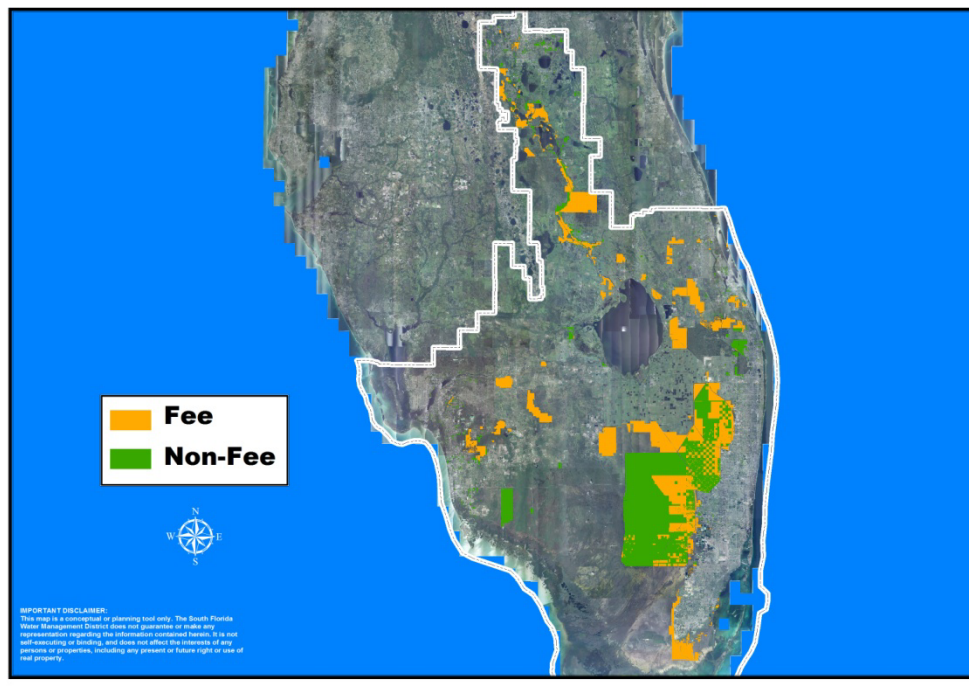 Fee
Non-Fee
N
W E
S
IMPORTANT DISCLAIMER:
This map is a conceptual or planning tool only. The South Florida
Water Management District does not guarantee or make any
representation regarding the information contained herein. It is not
self-executing or binding, and does not affect the interests of any
persons or properties, including any present or future right or use of
real property.